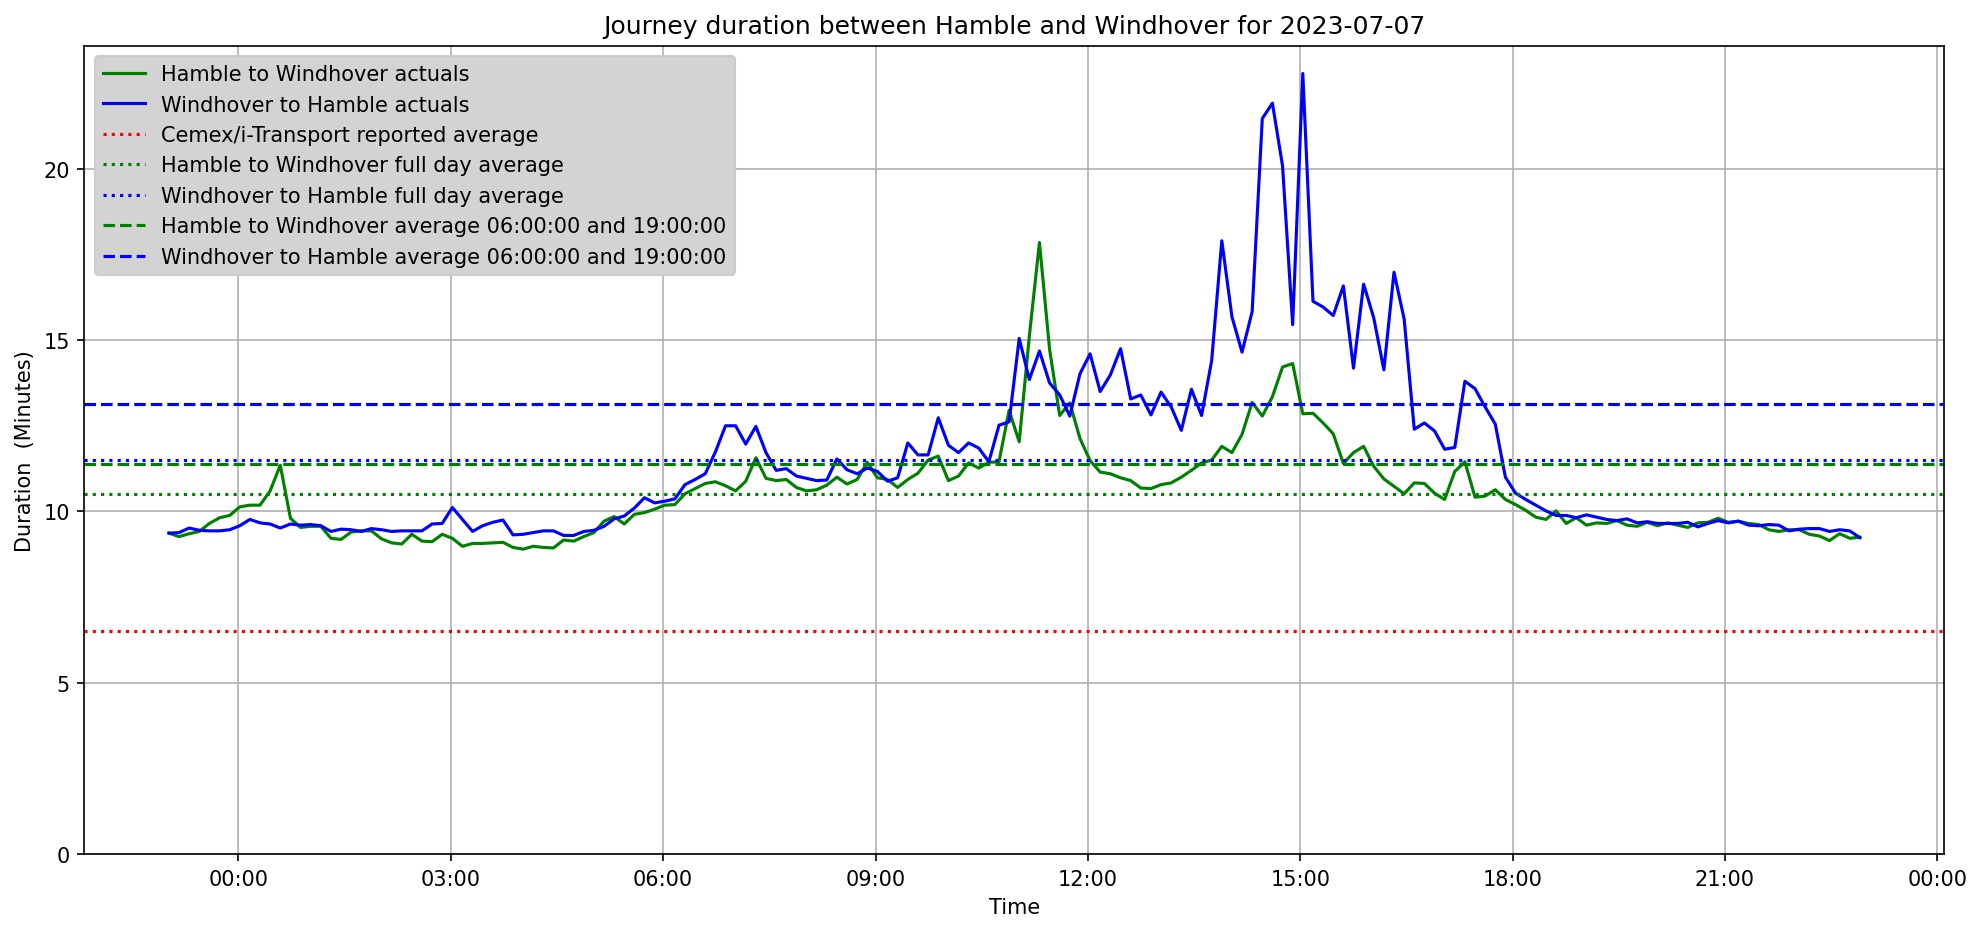 Journey duration between Hamble and Windhover for 2023-07-07
Hamble to Windhover actuals
Windhover to Hamble actuals
Cemex/i-Transport reported average
Hamble to Windhover full day average
Windhover to Hamble full day average
Hamble to Windhover average 06:00:00 and 19:00:00
Windhover to Hamble average 06:00:00 and 19:00:00
Duration (Minutes)
20
15
10
5
0
00:00 03:00 06:00 09:00 12:00 15:00 18:00 21:00 00:00
Time